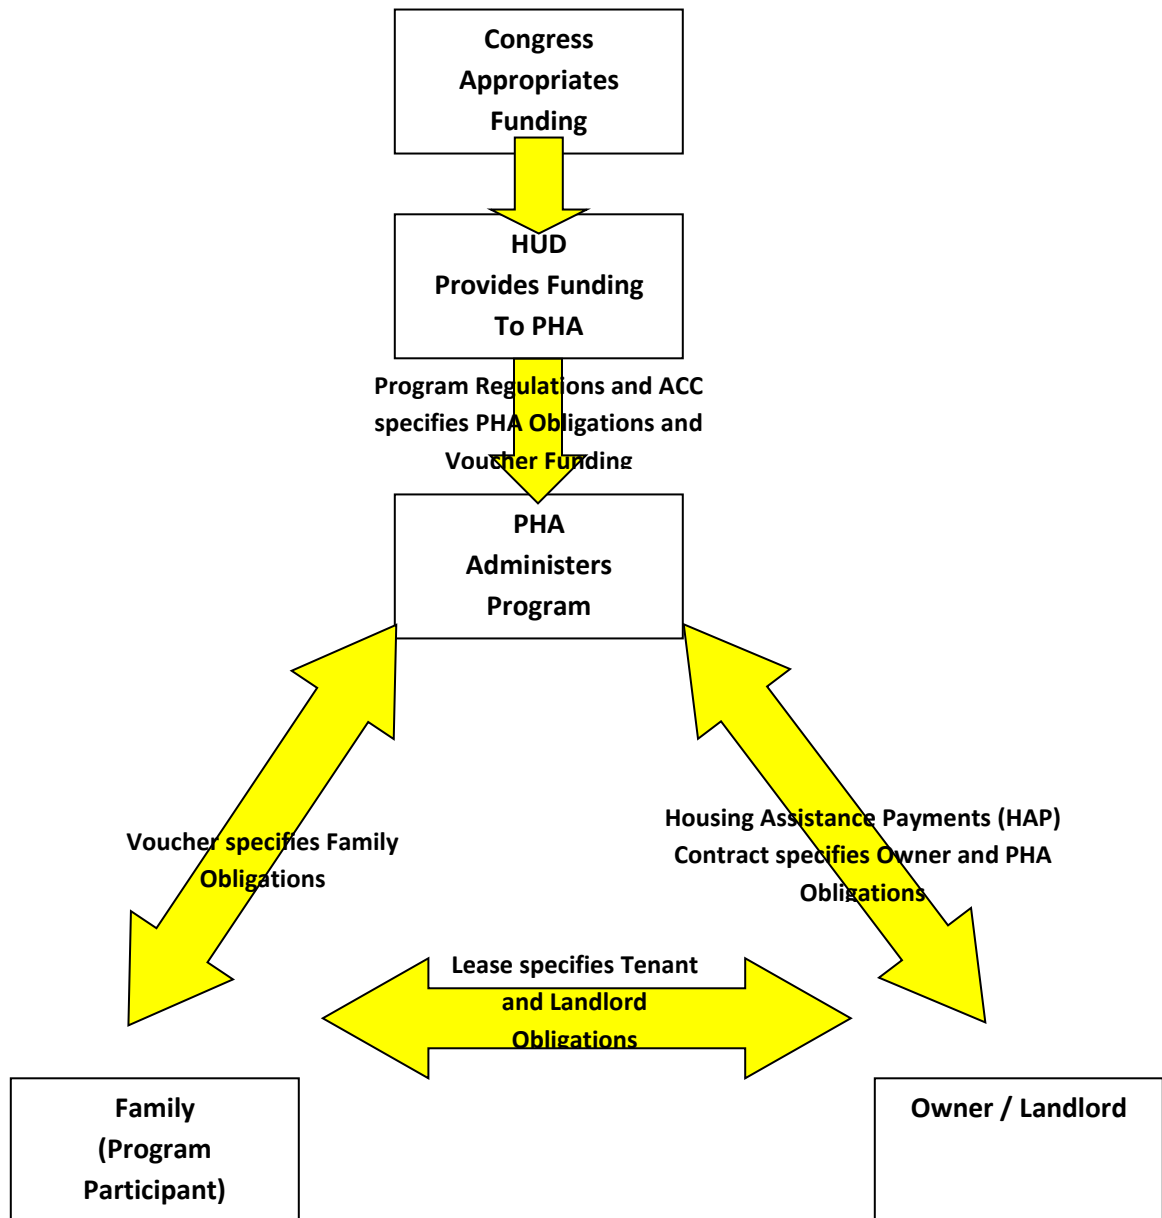 Congress
Appropriates
Funding
HUD
Provides Funding
To PHA
Program Regulations and ACC
specifies PHA Obligations and
Voucher Funding
PHA
Administers
Program
Voucher specifies Family
Obligations
Housing Assistance Payments (HAP)
Contract specifies Owner and PHA
Obligations
Lease specifies Tenant
and Landlord
Obligations
Family
(Program
Participant)
Owner / Landlord